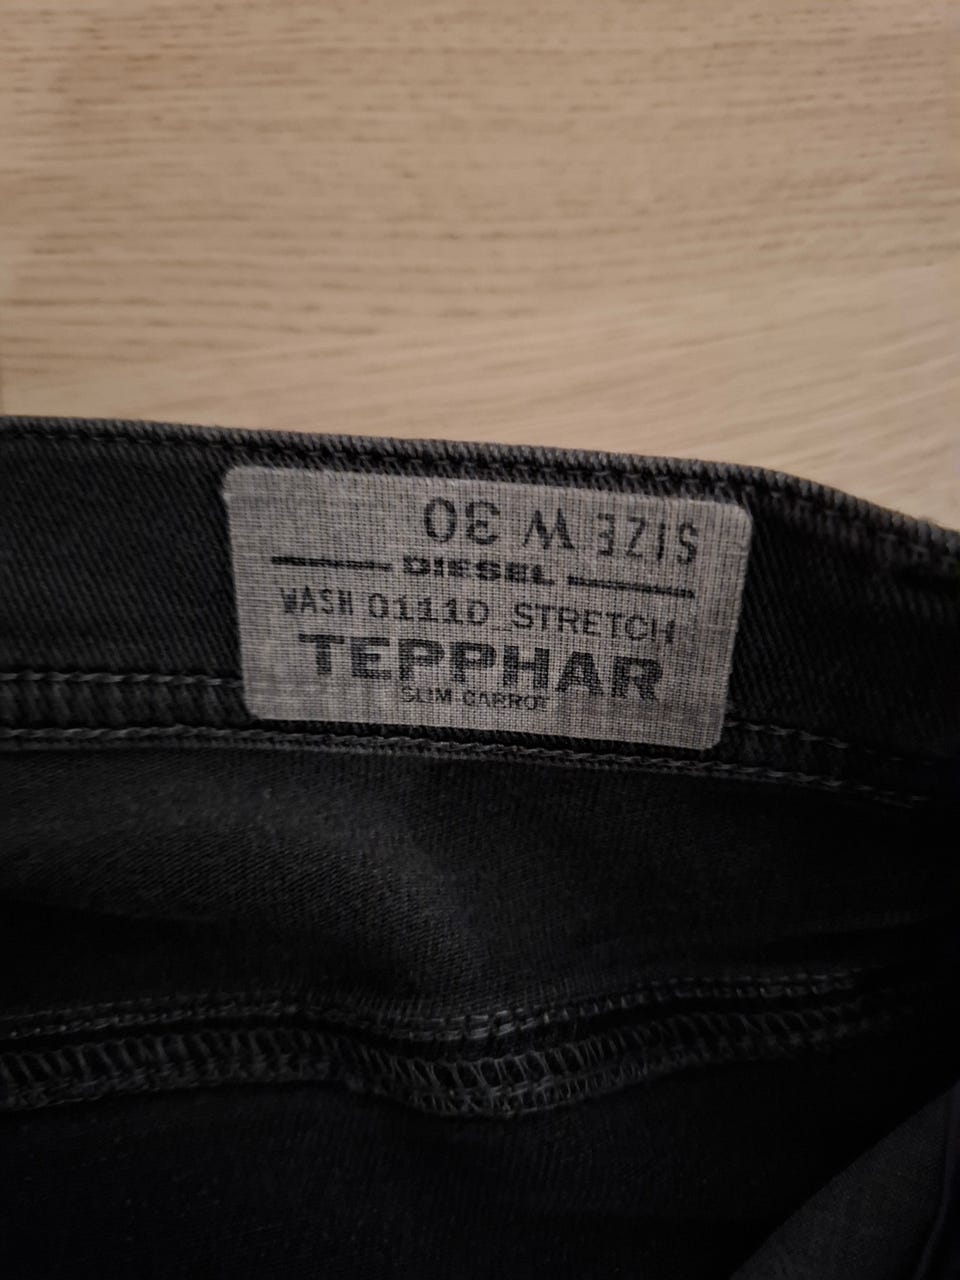 SIZE W 30
DIESEL
WASH 0111D STRETCH
TEPPHAR
SLIM CARROT